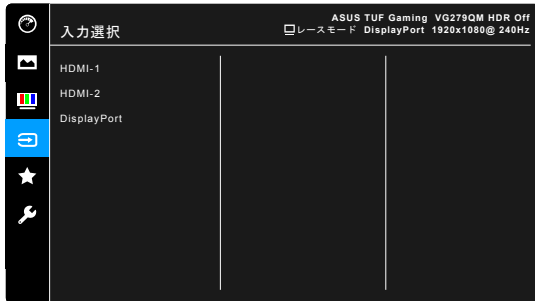 入力選択
ASUS TUF Gaming VG279QM HDR Off
レースモード DisplayPort 1920x1080@ 240Hz
HDMI-1
HDMI-2
DisplayPort